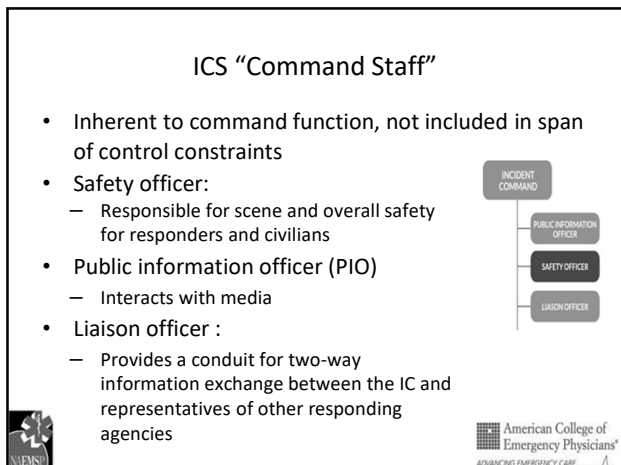 ICS “Command Staff”
• Inherent to command function, not included in span
of control constraints
• Safety officer:
– Responsible for scene and overall safety
for responders and civilians
• Public information officer (PIO)
– Interacts with media
• Liaison officer :
– Provides a conduit for two-way
information exchange between the IC and
representatives of other responding
agencies
INCIDENT
COMMAND
PUBLIC INFORMATION
OFFICER
SAFETY OFFICER
LIASON OFFICER
NAEMSP
American College of
Emergency Physicians®
ADVANCING EMERGENCY CARE